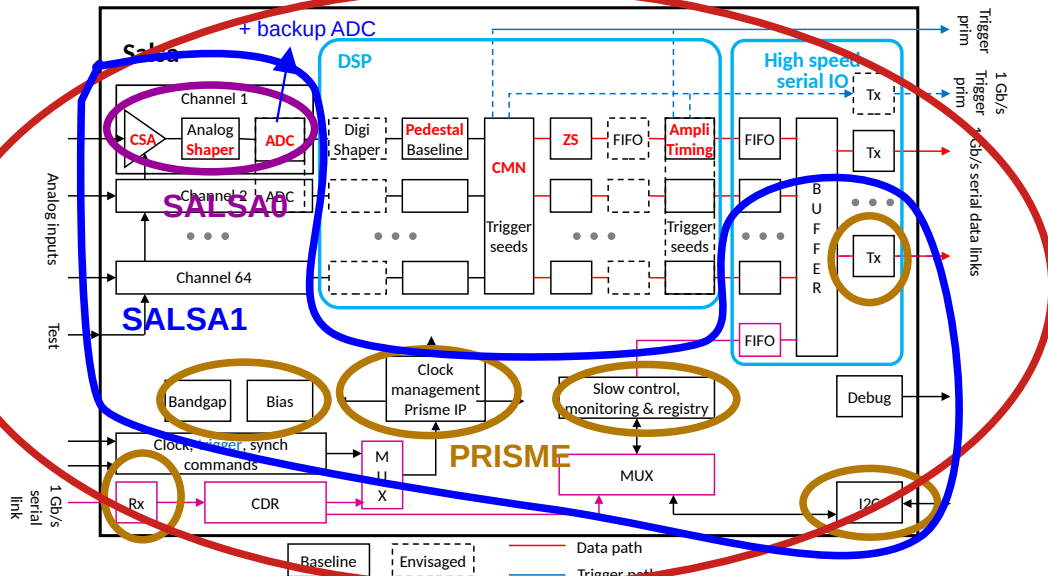 + backup ADC
Salsa
DSP
High speed
serial IO
Trigger
prim
1 Gb/s
Trigger
prim
1 Gb/s serial data links
Channel 1
CSA
Analog
Shaper
ADC
Digi
Shaper
Pedestal
Baseline
CMN
ZS
FIFO
Ampli
Timing
FIFO
Tx
Tx
Channel 2
ADC
SALSA0
Trigger
seeds
Trigger
seeds
BUFFER
Tx
Analog inputs
Channel 64
SALSA1
Test
FIFO
Clock
management
Prisme IP
Bandgap
Bias
Slow control,
monitoring & registry
Debug
Clock, trigger, synch
commands
PRISME
MUX
MUX
1 Gb/s
serial
link
Rx
CDR
I2C
Baseline
Envisaged
Data path
Trigger path